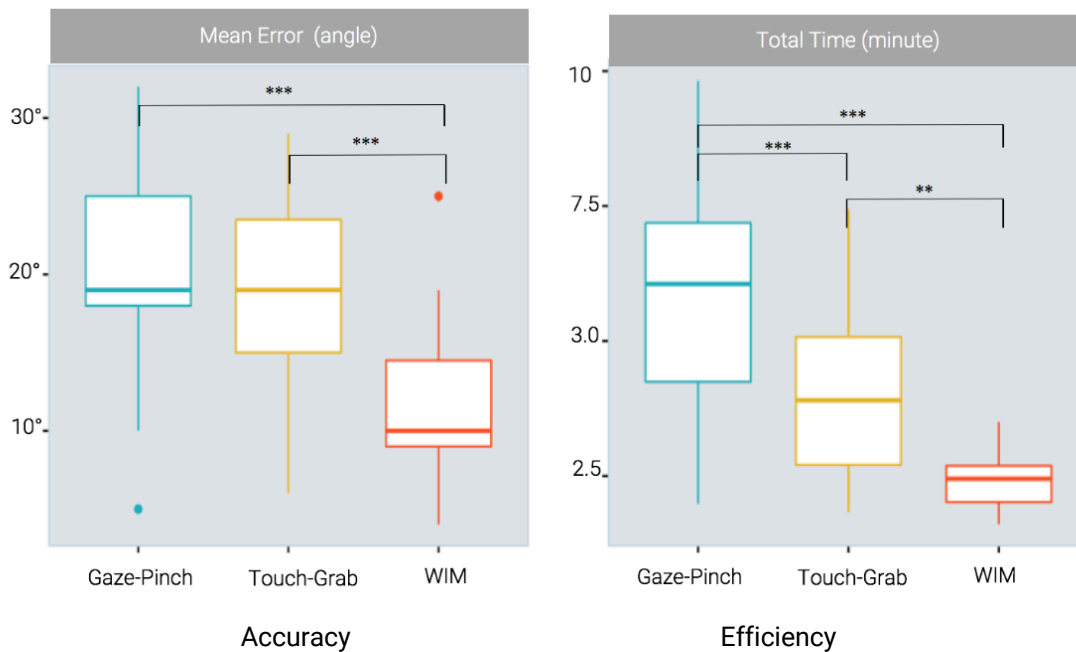 Mean Error (angle)
30°
20°
10°
***
***
Gaze-Pinch
Touch-Grab
WIM
Accuracy
Total Time (minute)
10
7.5
3.0
2.5
***
***
**
Gaze-Pinch
Touch-Grab
WIM
Efficiency